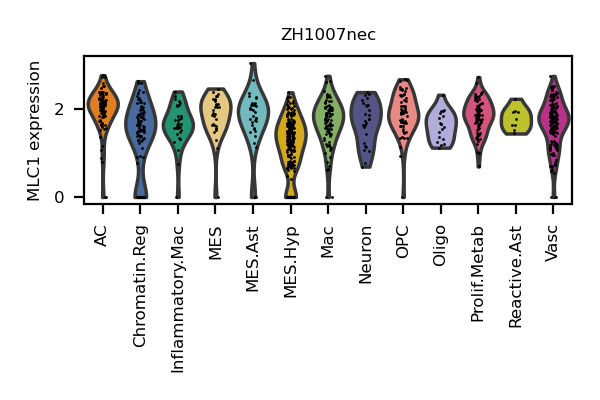 ZH1007nec
MLC1 expression
2
0
AC
Chromatin.Reg
Inflammatory.Mac
MES
MES.Ast
MES.Hyp
Mac
Neuron
OPC
Oligo
Prolif.Metab
Reactive.Ast
Vasc